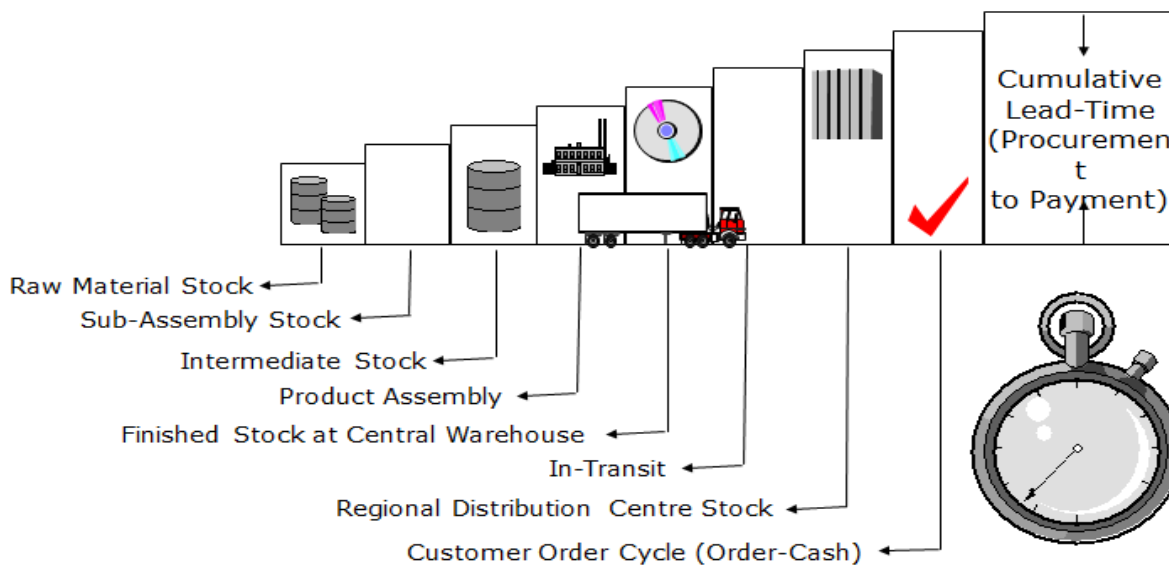 Cumulative
Lead-Time
(Procuremen
t
to Payment)
Raw Material Stock
Sub-Assembly Stock
Intermediate Stock
Product Assembly
Finished Stock at Central Warehouse
In-Transit
Regional Distribution Centre Stock
Customer Order Cycle (Order-Cash)